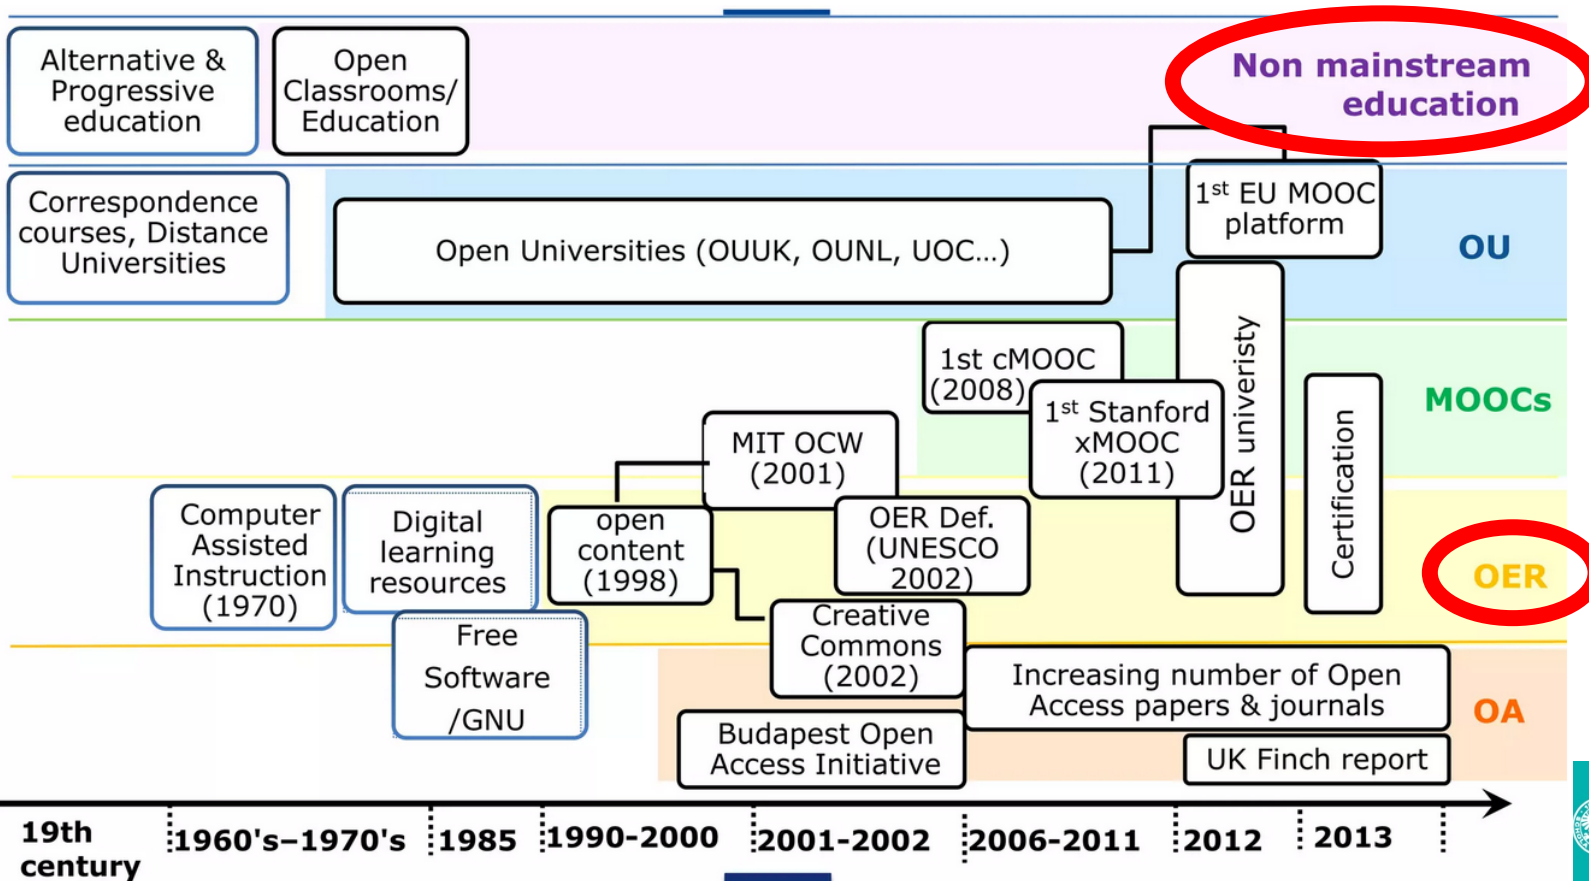 Alternative &
Progressive
education
Open
Classrooms/
Education
Non mainstream
education
Correspondence
courses, Distance
Universities
Open Universities (OUUK, OUNL, UOC...)
1st EU MOOC
platform
OU
1st cMOOC
(2008)
1st Stanford
xMOOC
(2011)
OER univeristy
Certification
MOOCs
MIT OCW
(2001)
Computer
Assisted
Instruction
(1970)
Digital
learning
resources
open
content
(1998)
OER Def.
(UNESCO
2002)
OER
Free
Software
/GNU
Creative
Commons
(2002)
Increasing number of Open
Access papers & journals
OA
Budapest Open
Access Initiative
UK Finch report
19th
century
1960's–1970's
1985
1990-2000
2001-2002
2006-2011
2012
2013